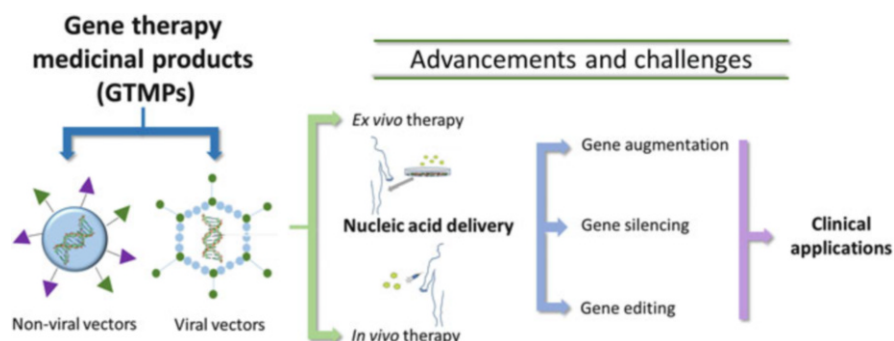 Gene therapy
medicinal products
(GTMPs)
Non-viral vectors
Viral vectors
Advancements and challenges
Ex vivo therapy
Nucleic acid delivery
In vivo therapy
Gene augmentation
Gene silencing
Gene editing
Clinical
applications